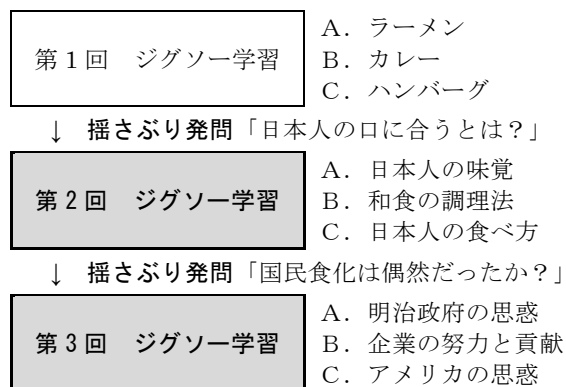 第1回　ジグソー学習
A．ラーメン
B．カレー
C．ハンバーグ
↓　揺さぶり発問「日本人の口に合うとは？」
第2回　ジグソー学習
A．日本人の味覚
B．和食の調理法
C．日本人の食べ方
↓　揺さぶり発問「国民食化は偶然だったか？」
第3回　ジグソー学習
A．明治政府の思惑
B．企業の努力と貢献
C．アメリカの思惑